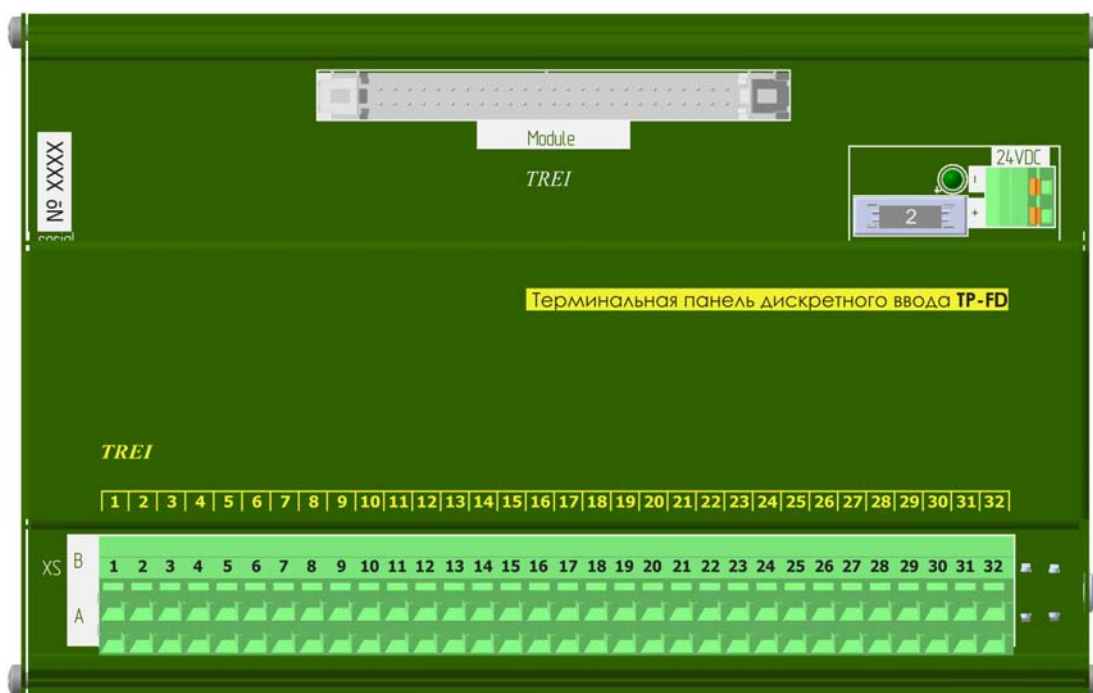 Module
TREI
№ XXXX
24VDC
-
+
2
Терминальная панель дискретного ввода TP-FD
TREI
1 2 3 4 5 6 7 8 9 10 11 12 13 14 15 16 17 18 19 20 21 22 23 24 25 26 27 28 29 30 31 32
XS
B
1 2 3 4 5 6 7 8 9 10 11 12 13 14 15 16 17 18 19 20 21 22 23 24 25 26 27 28 29 30 31 32
A